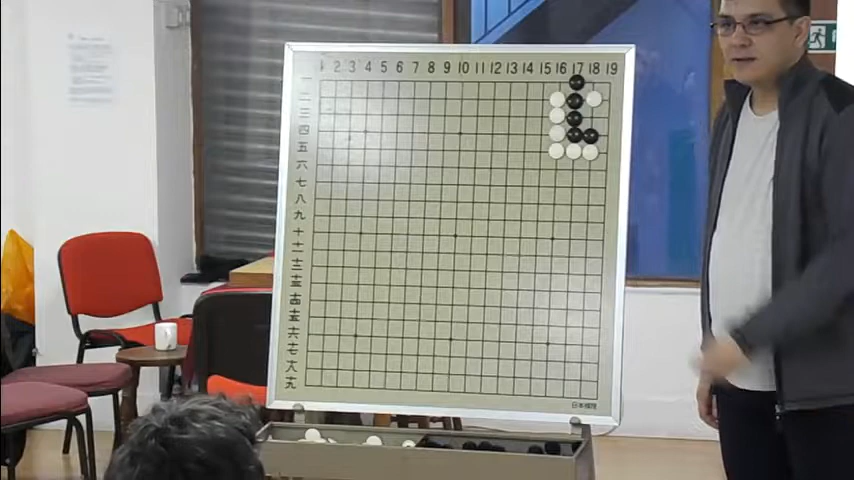 1 2 3 4 5 6 7 8 9 10 11 12 13 14 15 16 17 18 19
一
二
三
四
五
六
七
八
九
十
十一
十二
十三
十四
十五
十六
十七
十八
十九
日本棋院